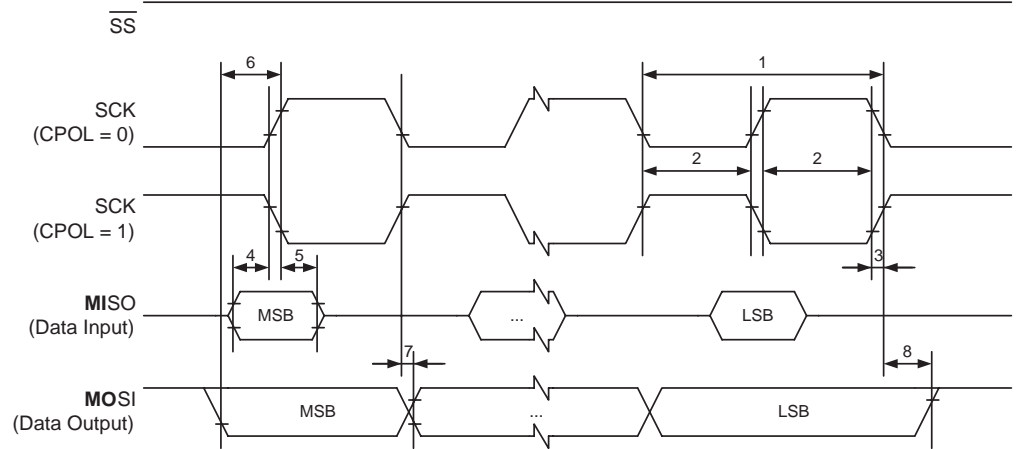 SS
6
1
SCK
(CPOL = 0)
2
2
SCK
(CPOL = 1)
4
5
3
MISO
(Data Input)
MSB
...
LSB
7
8
MOSI
(Data Output)
MSB
...
LSB